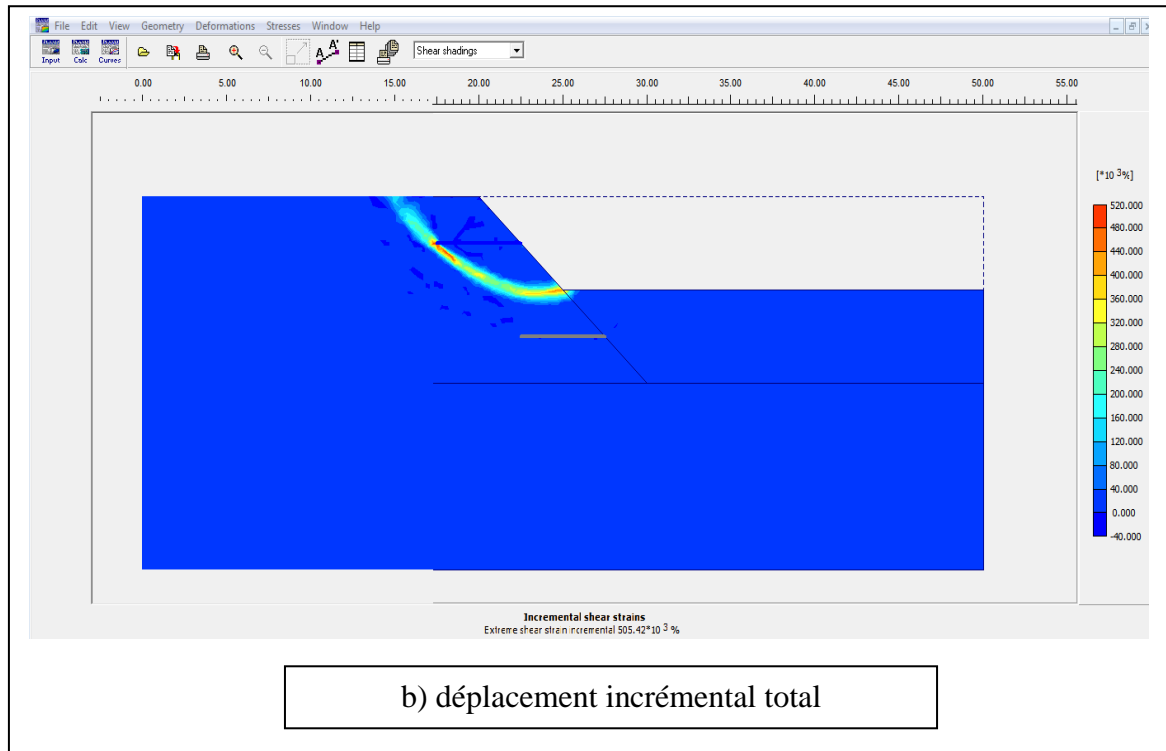 File Edit View Geometry Deformations Stresses Window Help
Input Calc Curves Shear shadings
0.00 5.00 10.00 15.00 20.00 25.00 30.00 35.00 40.00 45.00 50.00 55.00
[*10 3%]
520.000
480.000
440.000
400.000
360.000
320.000
280.000
240.000
200.000
160.000
120.000
80.000
40.000
0.000
-40.000
Incremental shear strains
Extreme shear strain incremental 505.42*10 3 %
b) déplacement incrémental total